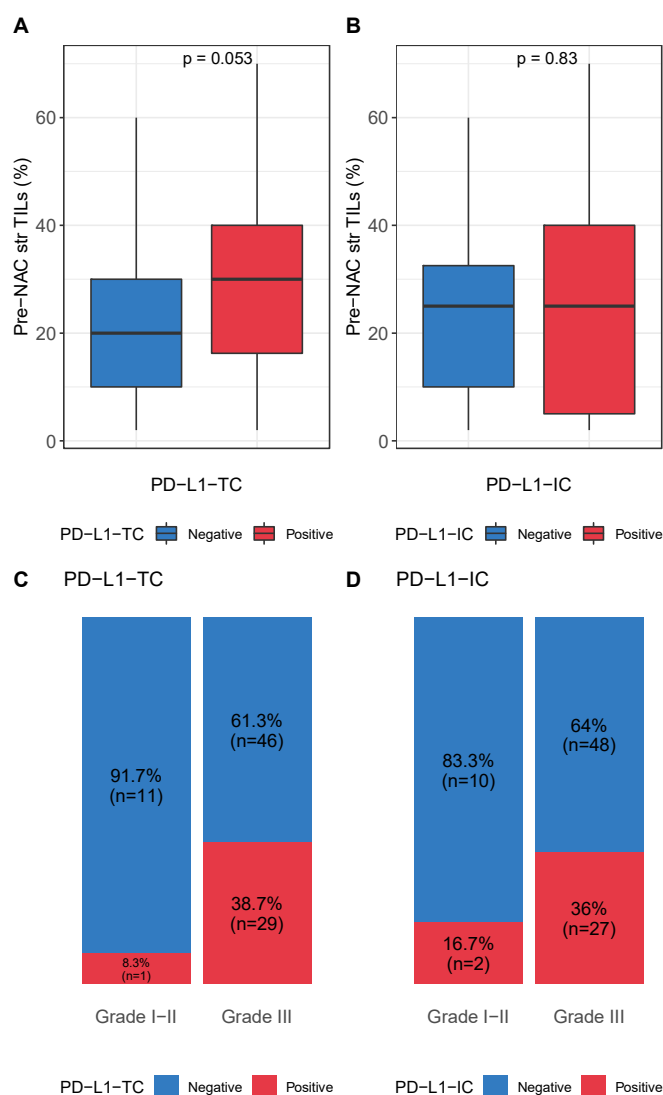 A
B
p = 0.053
p = 0.83
Pre−NAC str TILs (%)
60
40
20
0
Pre−NAC str TILs (%)
60
40
20
0
PD−L1−TC
PD−L1−IC
PD−L1−TC Negative Positive
PD−L1−IC Negative Positive
C PD−L1−TC
D PD−L1−IC
91.7%
(n=11)
61.3%
(n=46)
8.3%
(n=1)
38.7%
(n=29)
83.3%
(n=10)
64%
(n=48)
16.7%
(n=2)
36%
(n=27)
Grade I−II Grade III
Grade I−II Grade III
PD−L1−TC Negative Positive
PD−L1−IC Negative Positive